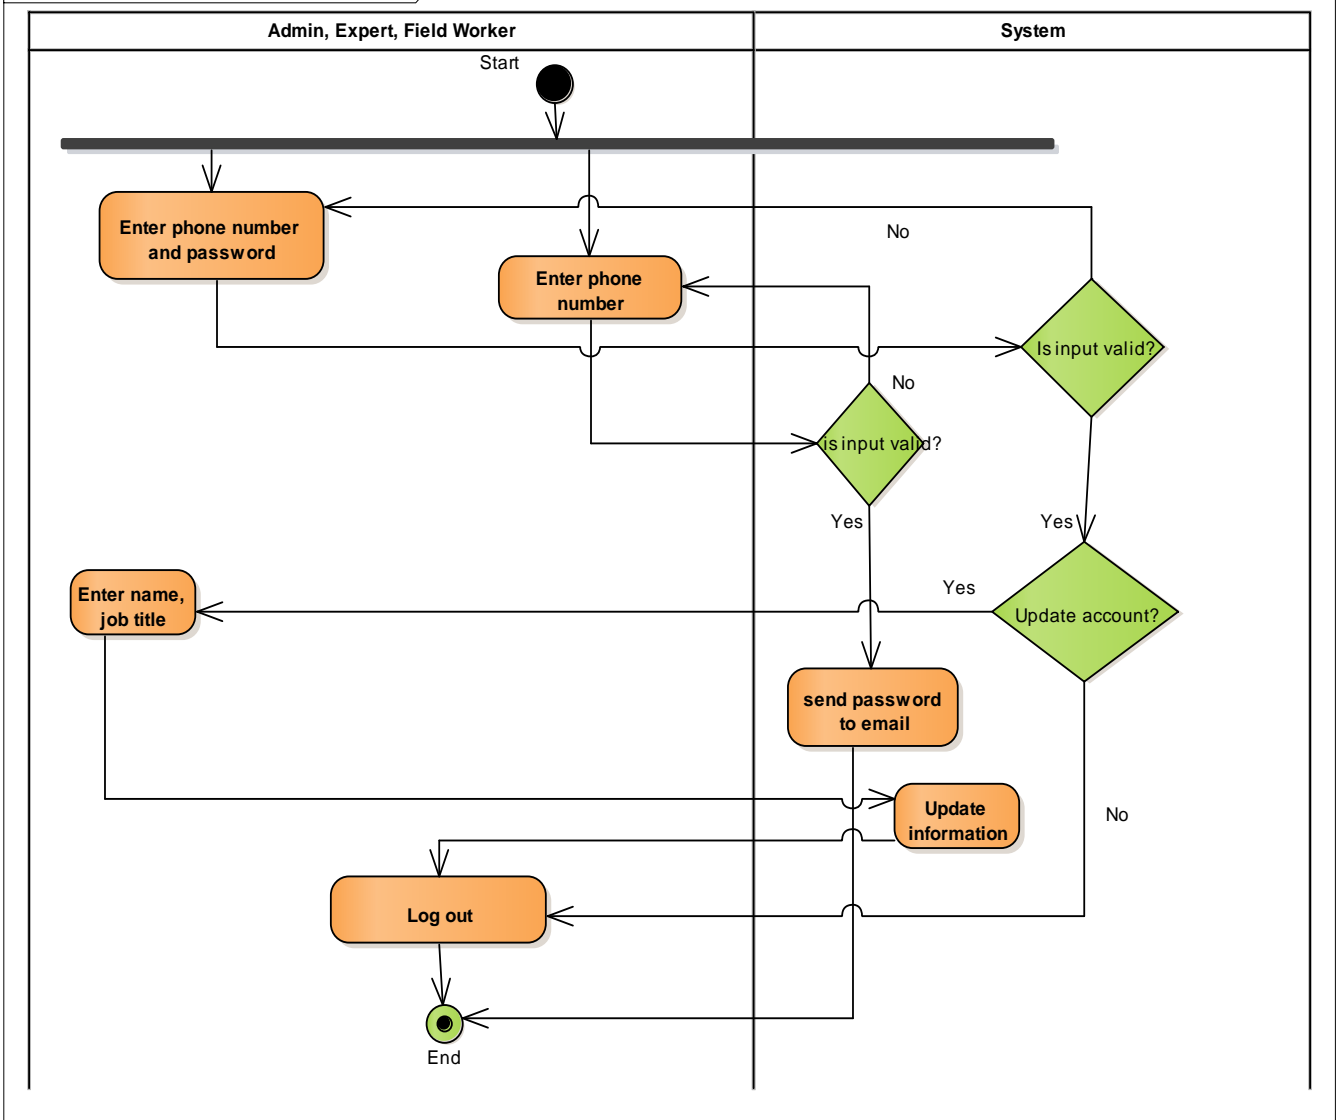 Admin, Expert, Field Worker
System
Start
Enter phone number
and password
No
Enter phone
number
Is input valid?
No
is input valid?
Yes
Yes
Enter name,
job title
Yes
Update account?
send password
to email
Update
information
No
Log out
End